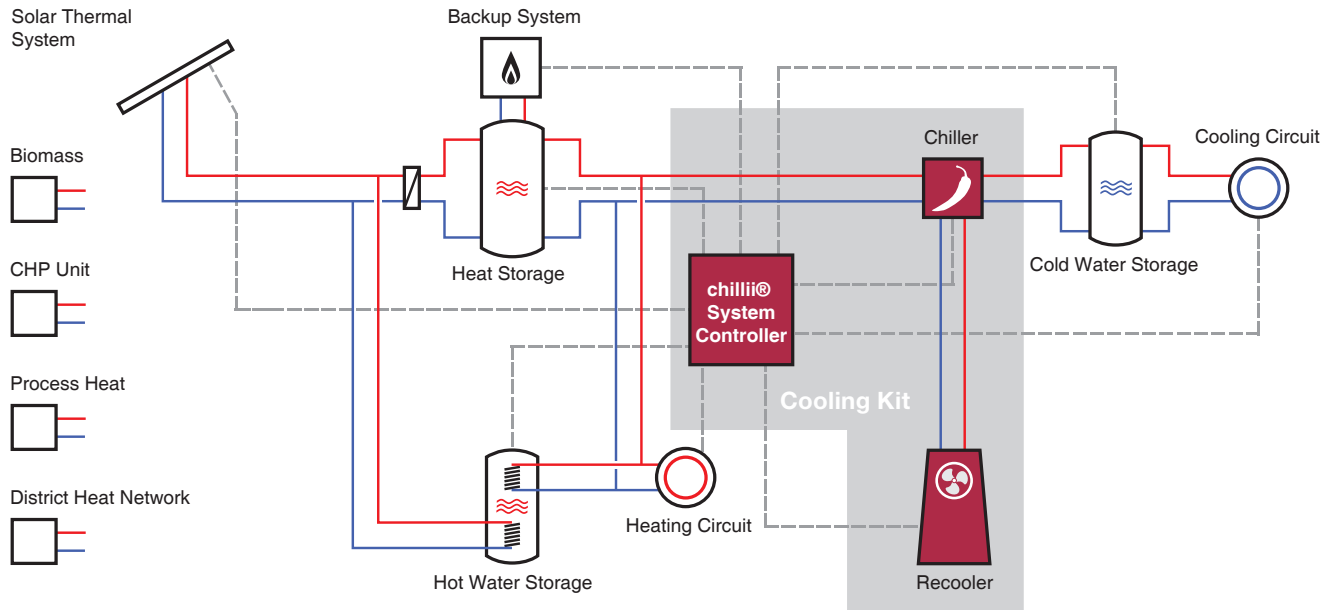 Solar Thermal
System
Backup System
Biomass
Chiller
Cooling Circuit
CHP Unit
Heat Storage
Cold Water Storage
chillii®
System
Controller
Process Heat
Cooling Kit
District Heat Network
Heating Circuit
Hot Water Storage
Recooler